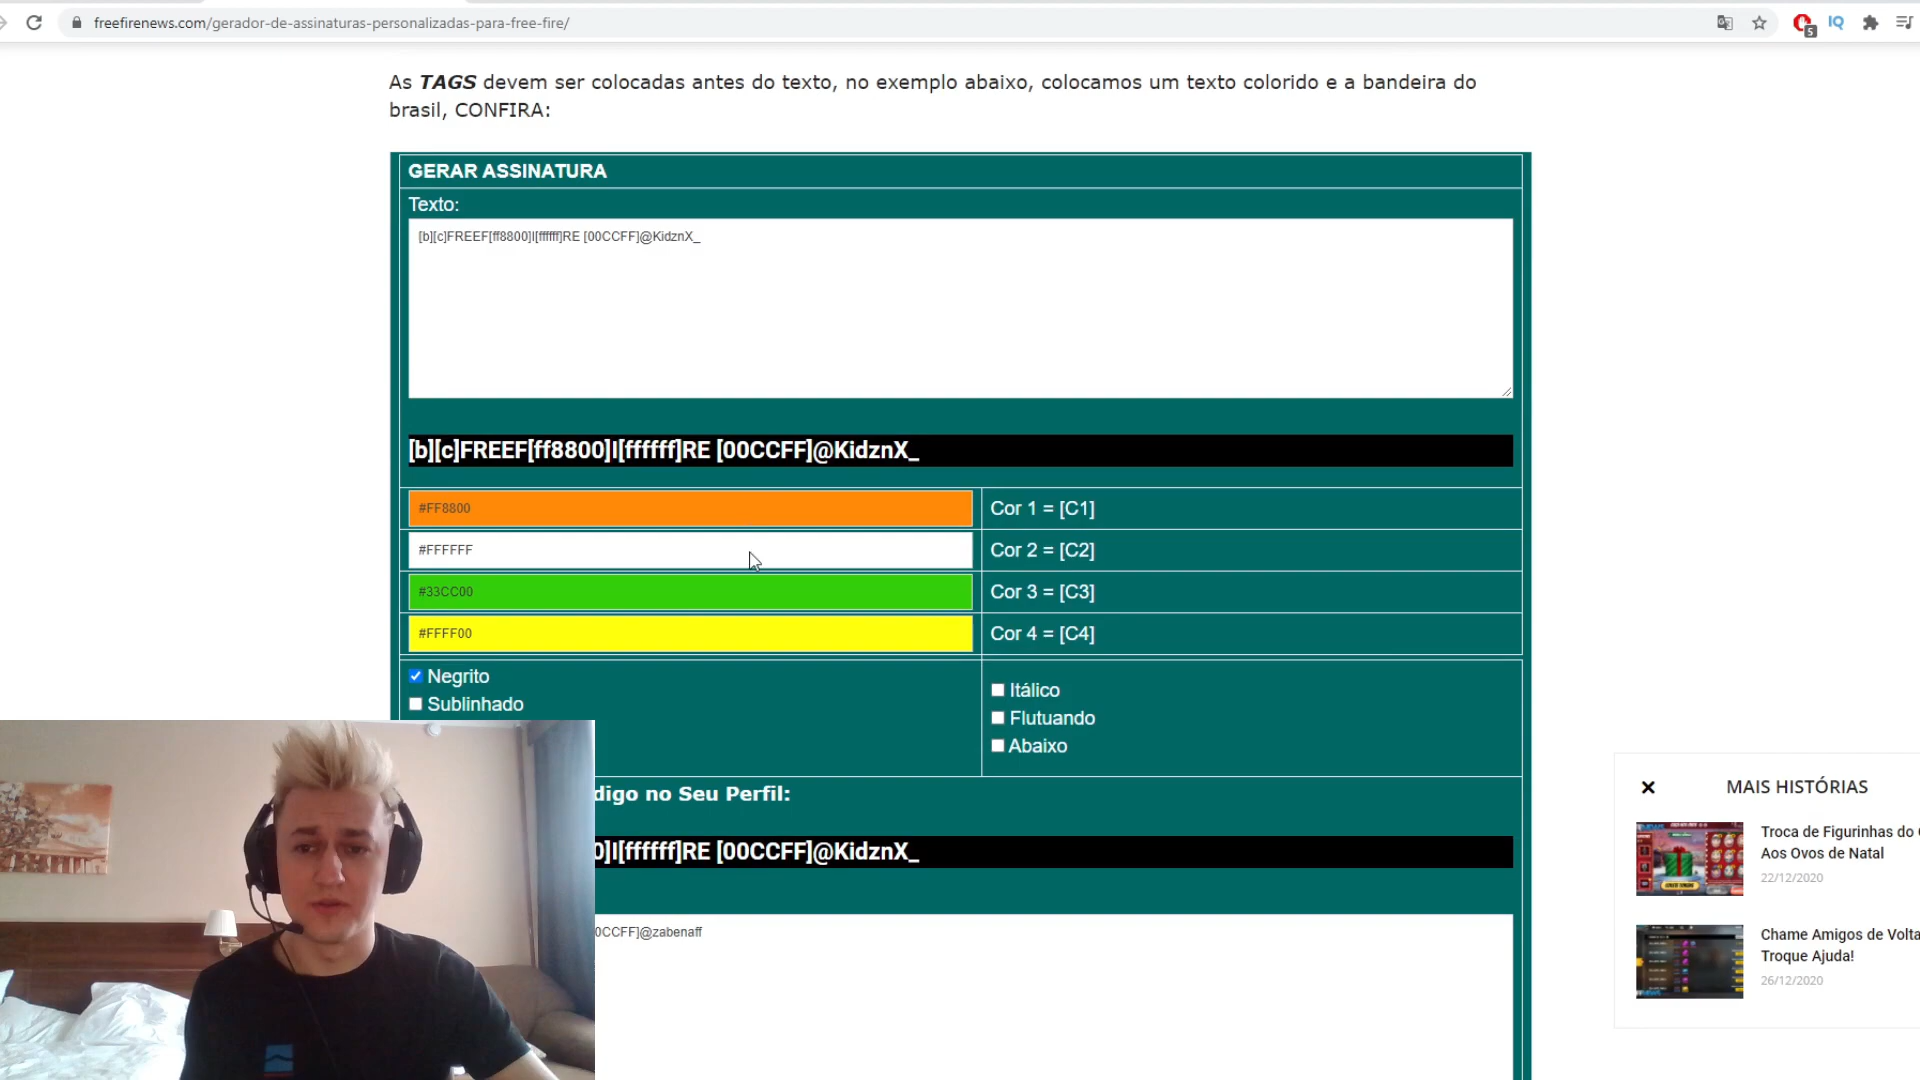 freefirenews.com/gerador-de-assinaturas-personalizadas-para-free-fire/
5
IQ
As TAGS devem ser colocadas antes do texto, no exemplo abaixo, colocamos um texto colorido e a bandeira do
brasil, CONFIRA:
GERAR ASSINATURA
Texto:
[b][c]FREEF[ff8800]I[ffffff]RE [00CCFF]@KidznX_
[b][c]FREEF[ff8800]I[ffffff]RE [00CCFF]@KidznX_
#FF8800
Cor 1 = [C1]
#FFFFFF
Cor 2 = [C2]
#33CC00
Cor 3 = [C3]
#FFFF00
Cor 4 = [C4]
Negrito
Sublinhado
Itálico
Flutuando
Abaixo
digo no Seu Perfil:
0]I[ffffff]RE [00CCFF]@KidznX_
0CCFF]@zabenaff
MAIS HISTÓRIAS
Troca de Figurinhas do
Aos Ovos de Natal
22/12/2020
Chame Amigos de Volta
Troque Ajuda!
26/12/2020